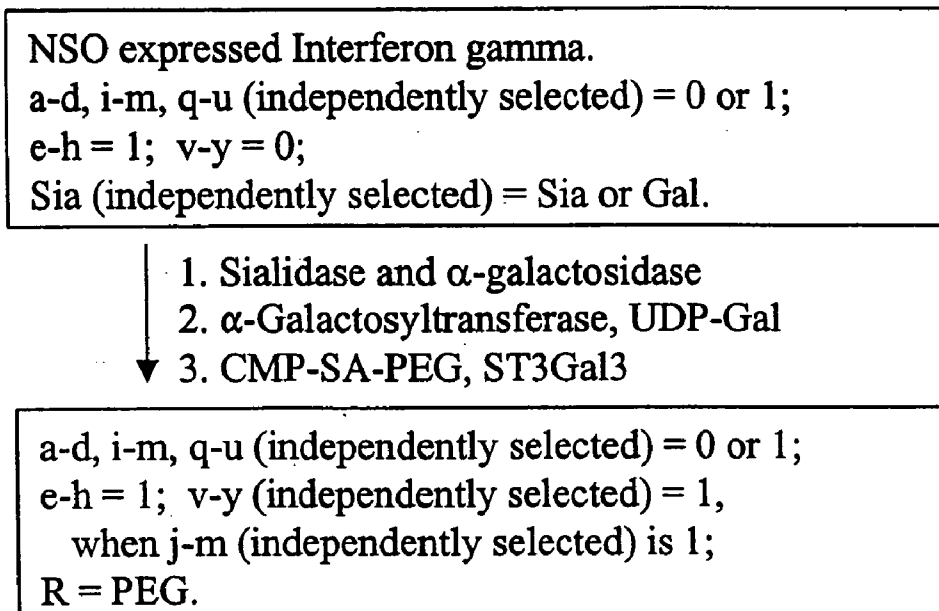 NSO expressed Interferon gamma.
a-d, i-m, q-u (independently selected) = 0 or 1;
e-h = 1; v-y = 0;
Sia (independently selected) = Sia or Gal.
1. Sialidase and α-galactosidase
2. α-Galactosyltransferase, UDP-Gal
3. CMP-SA-PEG, ST3Gal3
a-d, i-m, q-u (independently selected) = 0 or 1;
e-h = 1; v-y (independently selected) = 1,
when j-m (independently selected) is 1;
R = PEG.